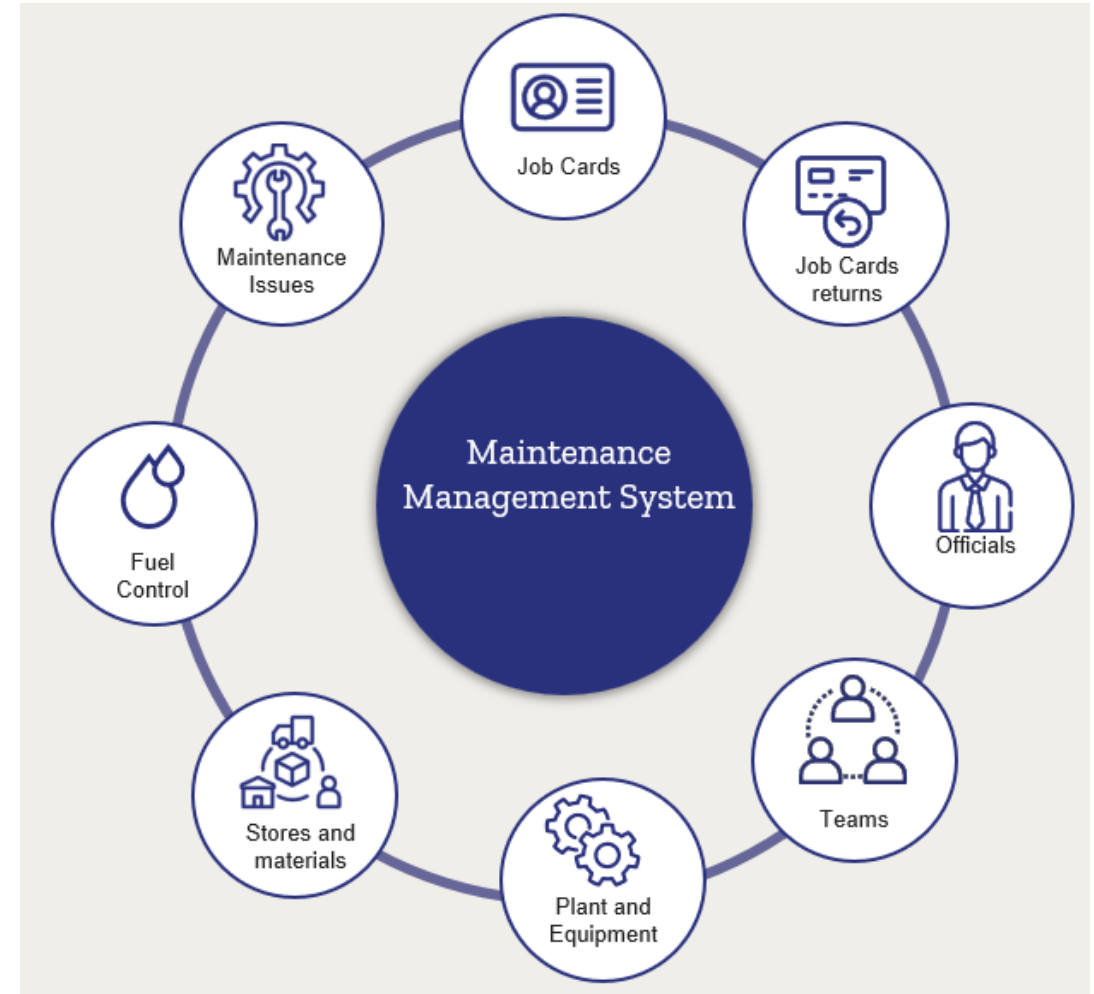 Job Cards
Job Cards
returns
Officials
Teams
Plant and
Equipment
Stores and
materials
Fuel
Control
Maintenance
Issues
Maintenance
Management System